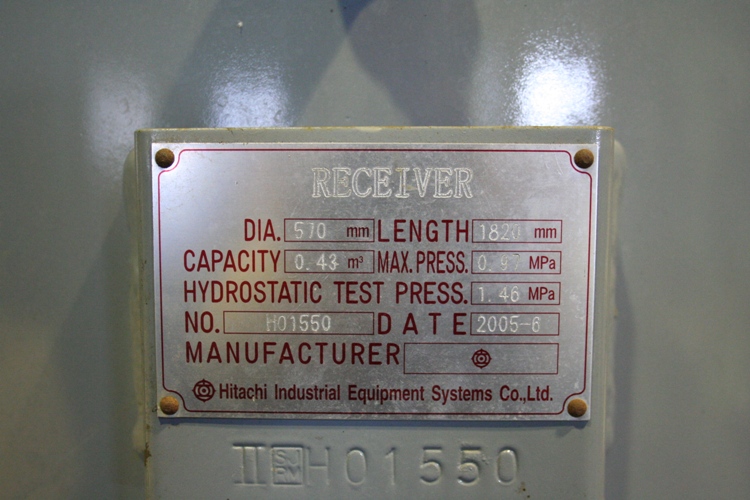 RECEIVER
DIA. 570 mm LENGTH 1820 mm
CAPACITY 0.43 m³ MAX. PRESS. 0.97 MPa
HYDROSTATIC TEST PRESS. 1.46 MPa
NO. H01550 DATE 2005-6
MANUFACTURER
Hitachi Industrial Equipment Systems Co.,Ltd.
II H01550